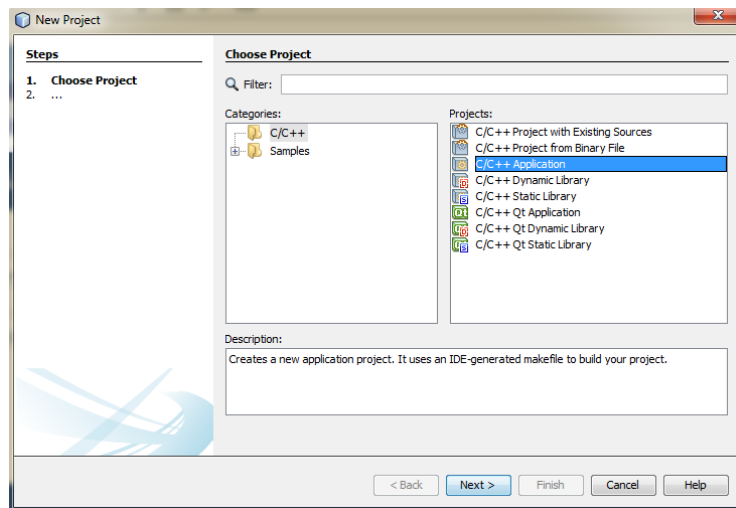 New Project
Steps
1. Choose Project
2. ...
Choose Project
Filter:
Categories:
C/C++
Samples
Projects:
C/C++ Project with Existing Sources
C/C++ Project from Binary File
C/C++ Application
C/C++ Dynamic Library
C/C++ Static Library
C/C++ Qt Application
C/C++ Qt Dynamic Library
C/C++ Qt Static Library
Description:
Creates a new application project. It uses an IDE-generated makefile to build your project.
< Back
Next >
Finish
Cancel
Help